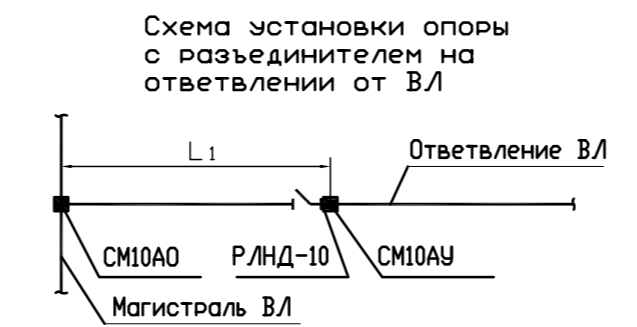 Схема установки опоры
с разъединителем на
ответвлении от ВЛ
L1
Ответвление ВЛ
СМ10АО
РЛНД-10
СМ10АУ
Магистраль ВЛ